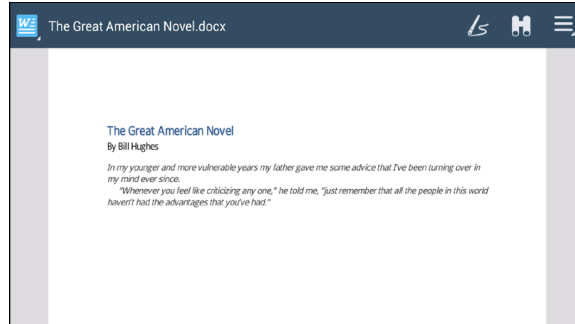 The Great American Novel.docx
The Great American Novel
By Bill Hughes
In my younger and more vulnerable years my father gave me some advice that I've been turning over in
my mind ever since.
"Whenever you feel like criticizing any one," he told me, "just remember that all the people in this world
haven't had the advantages that you've had."